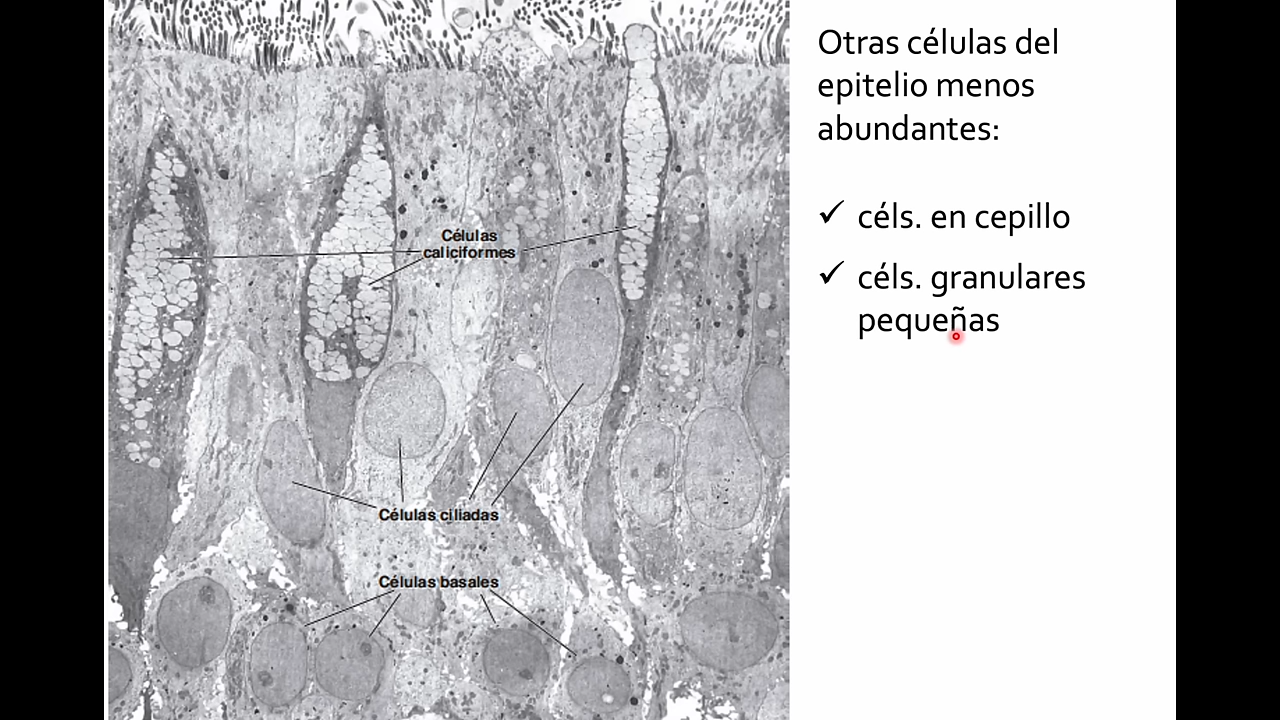 Otras células del
epitelio menos
abundantes:
✓ céls. en cepillo
✓ céls. granulares
pequeñas
Células
caliciformes
Células ciliadas
Células basales